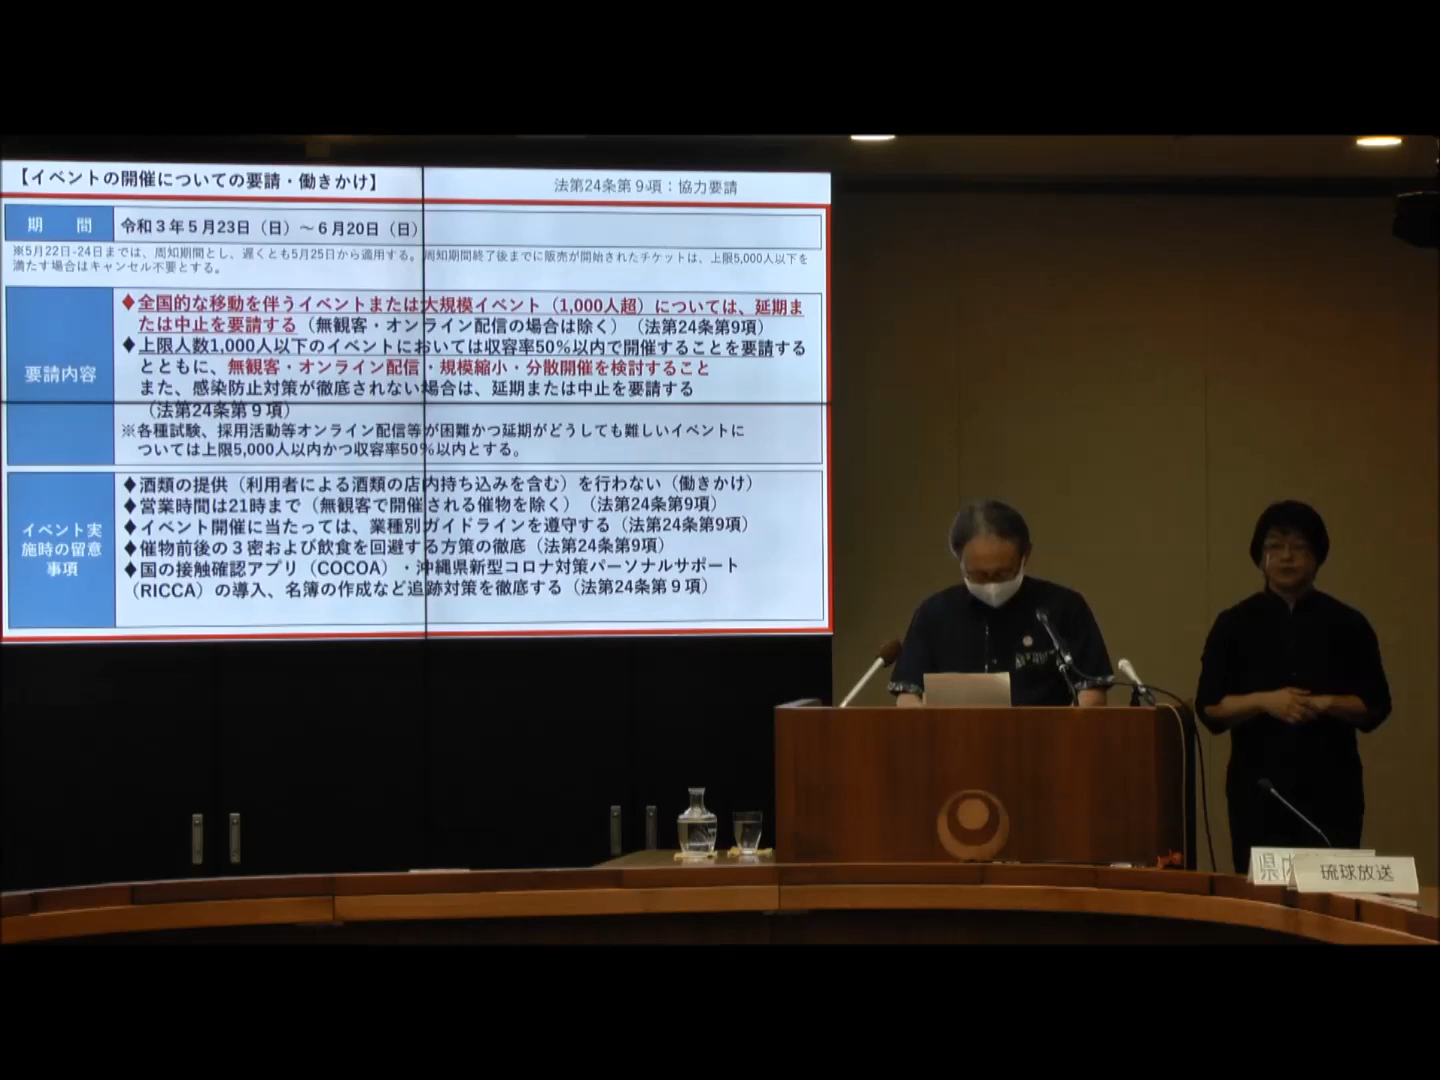 【イベントの開催についての要請・働きかけ】
法第24条第９項：協力要請
期　間
令和３年５月23日（日）～６月20日（日）
※5月22日-24日までは、周知期間とし、遅くとも5月25日から適用する。周知期間終了後までに販売が開始されたチケットは、上限5,000人以下を
満たす場合はキャンセル不要とする。
要請内容
♦全国的な移動を伴うイベントまたは大規模イベント（1,000人超）については、延期ま
たは中止を要請する（無観客・オンライン配信の場合は除く）（法第24条第9項）
♦上限人数1,000人以下のイベントにおいては収容率50％以内で開催することを要請する
とともに、無観客・オンライン配信・規模縮小・分散開催を検討すること
また、感染防止対策が徹底されない場合は、延期または中止を要請する
（法第24条第９項）
※各種試験、採用活動等オンライン配信等が困難かつ延期がどうしても難しいイベントに
ついては上限5,000人以内かつ収容率50％以内とする。
イベント実
施時の留意
事項
♦酒類の提供（利用者による酒類の店内持ち込みを含む）を行わない（働きかけ）
♦営業時間は21時まで（無観客で開催される催物を除く）（法第24条第9項）
♦イベント開催に当たっては、業種別ガイドラインを遵守する（法第24条第9項）
♦催物前後の３密および飲食を回避する方策の徹底（法第24条第9項）
♦国の接触確認アプリ（COCOA）・沖縄県新型コロナ対策パーソナルサポート
（RICCA）の導入、名簿の作成など追跡対策を徹底する（法第24条第９項）
県
琉球放送